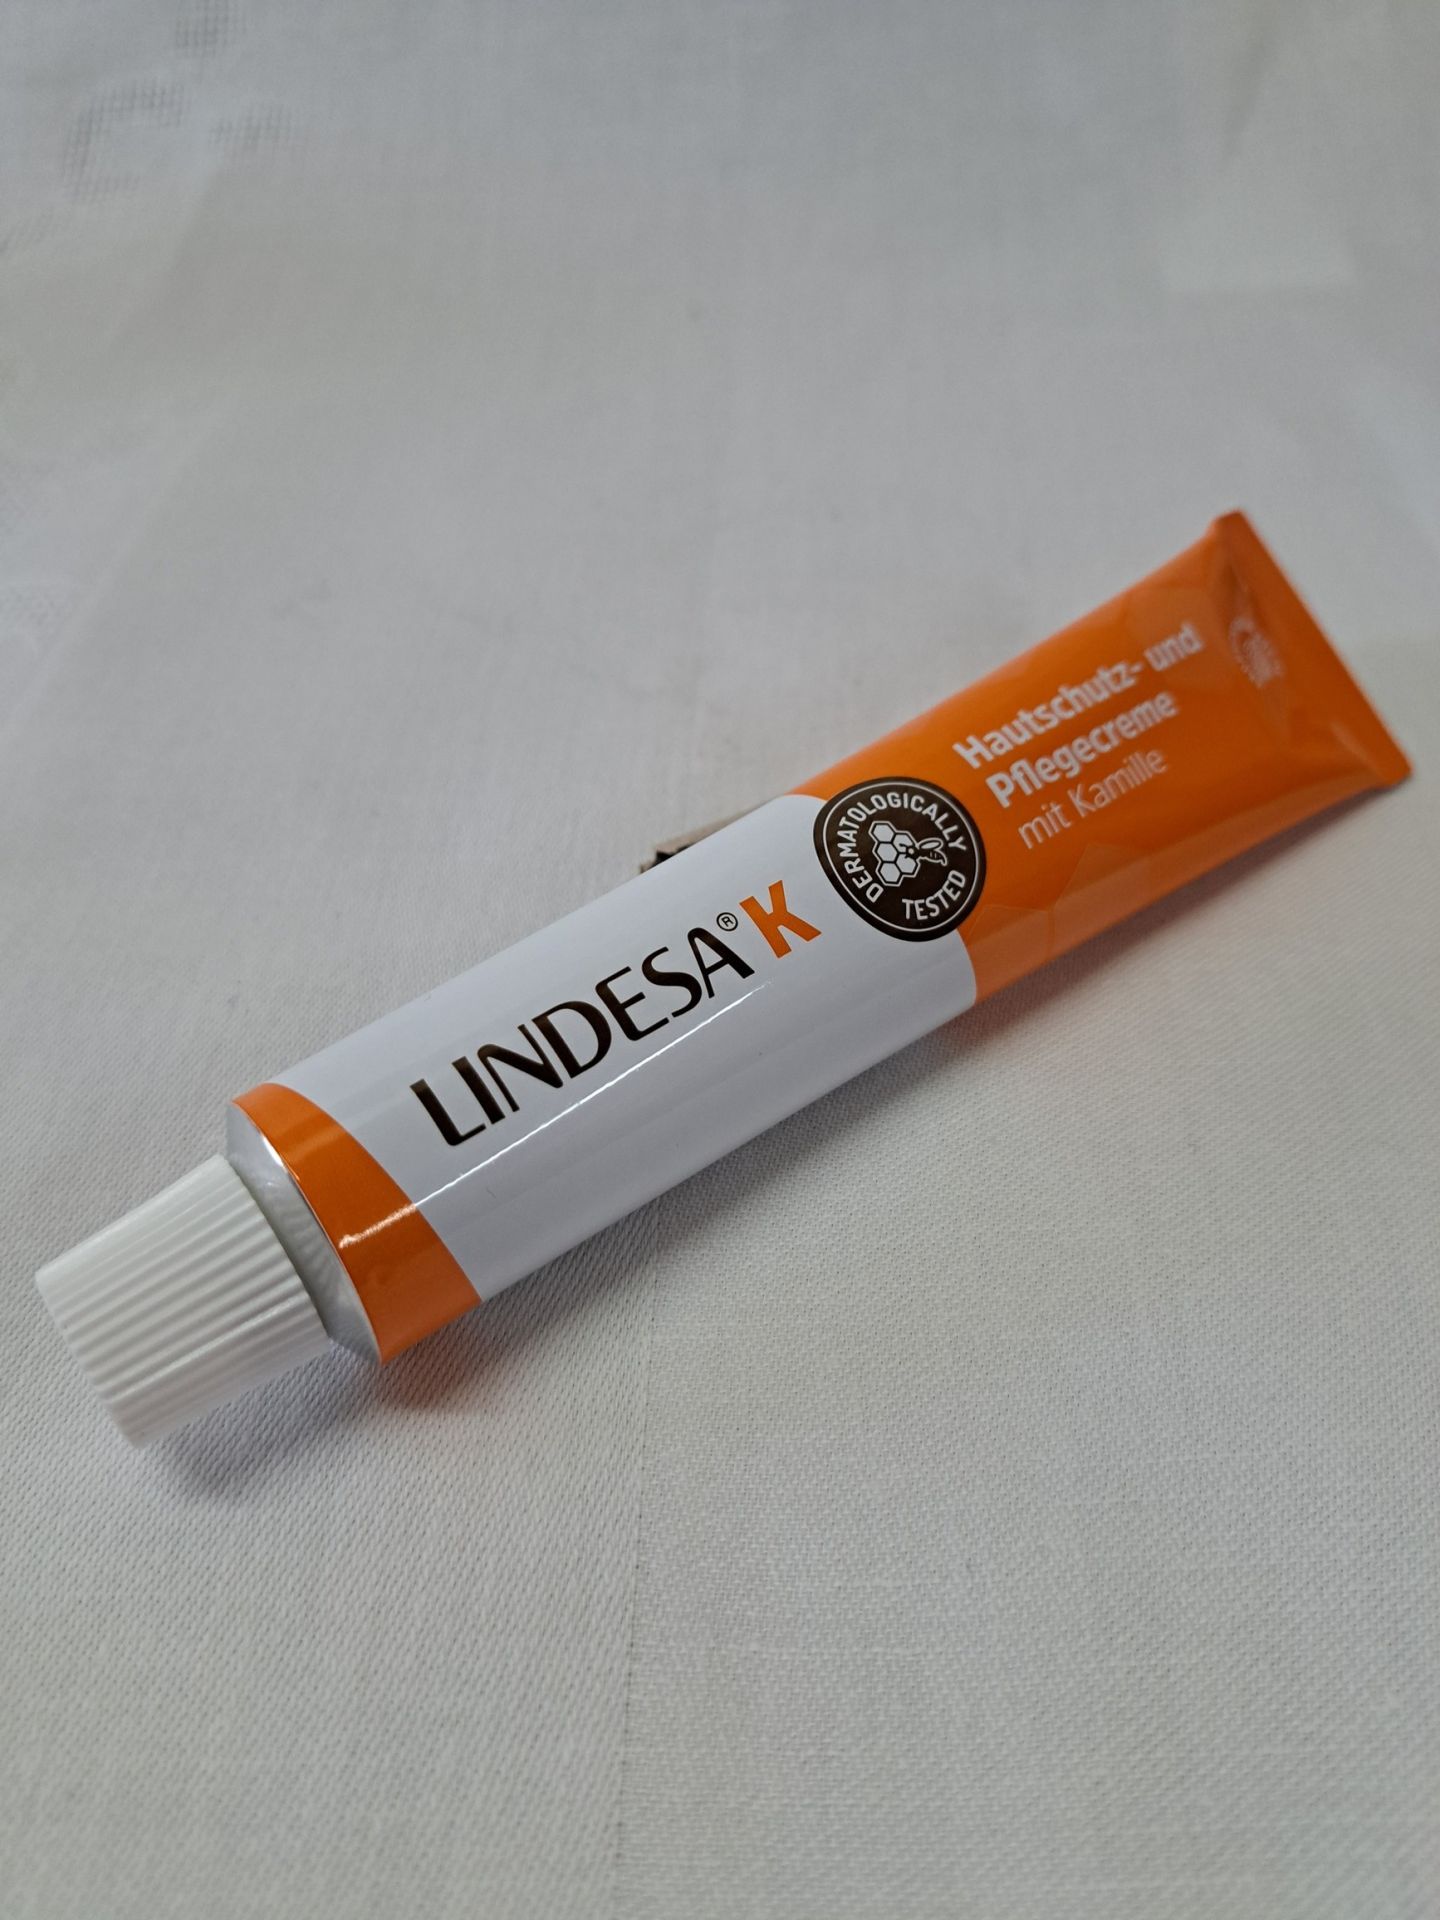 LINDESA® K
DERMATOLOGICALLY
TESTED
Hautschutz- und
Pflegecreme
mit Kamille